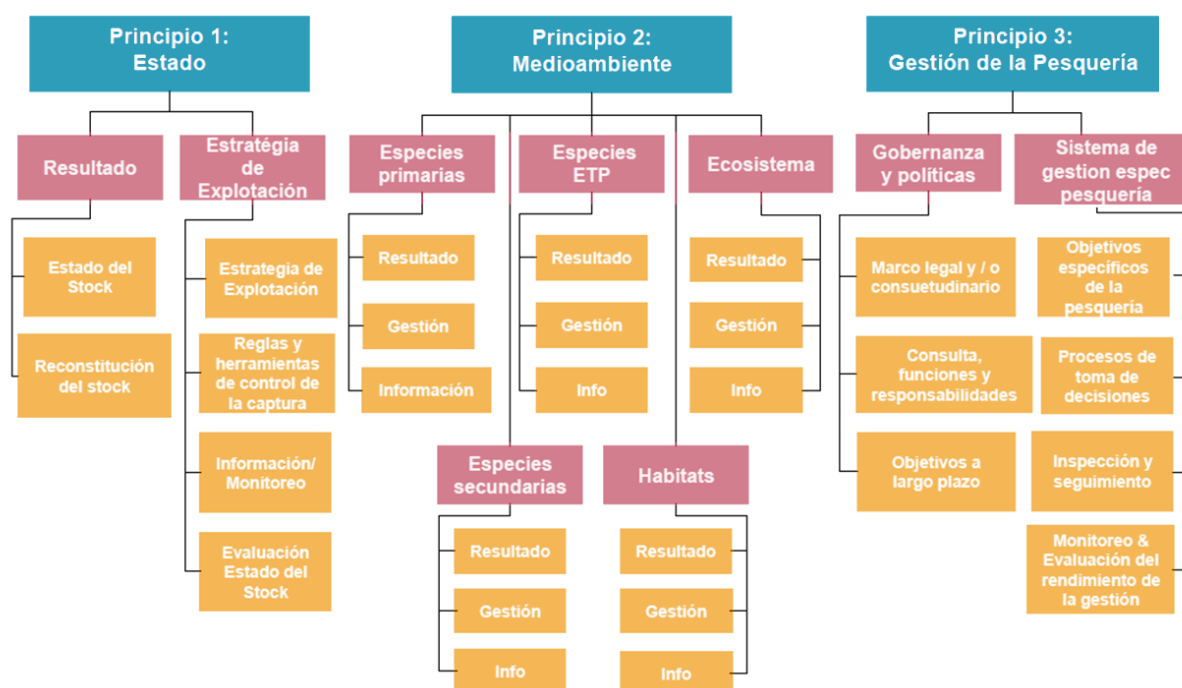 Principio 1:
Estado
Principio 2:
Medioambiente
Principio 3:
Gestión de la Pesquería
Resultado
Estratégia
de
Explotación
Especies
primarias
Especies
ETP
Ecosistema
Gobernanza
y políticas
Sistema de
gestion espec
pesquería
Estado del
Stock
Reconstitución
del stock
Estrategia de
Explotación
Reglas y
herramientas
de control de
la captura
Información/
Monitoreo
Evaluación
Estado del
Stock
Resultado
Gestión
Información
Resultado
Gestión
Info
Resultado
Gestión
Info
Especies
secundarias
Habitats
Resultado
Gestión
Info
Resultado
Gestión
Info
Marco legal y / o
consuetudinario
Consulta,
funciones y
responsabilidades
Objetivos a
largo plazo
Objetivos
específicos
de la
pesquería
Procesos de
toma de
decisiones
Inspección y
seguimiento
Monitoreo &
Evaluación del
rendimiento de
la gestión